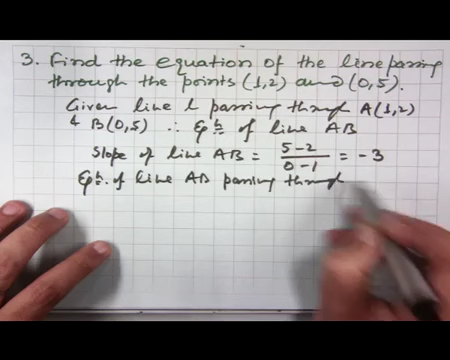 3. Find the equation of the line passing
through the points (1,2) and (0,5).
Given line l passing through A(1,2)
& B(0,5) ∴ Eqn of line AB
Slope of line AB = 5-2 / 0-1 = -3
Eqn. of line AB passing through